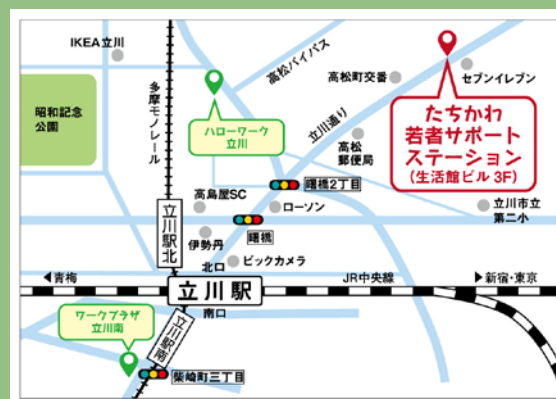 IKEA立川
高松バイパス
高松町交番
セブンイレブン
昭和記念
公園
多摩モノレール
ハローワーク
立川
立川通り
たちかわ
若者サポート
ステーション
(生活館ビル 3F)
高松
郵便局
曙橋2丁目
高島屋SC
ローソン
立川市立
第二小
立川駅北
曙橋
伊勢丹
北口
ビックカメラ
青梅
立川駅
JR中央線
新宿・東京
ワークプラザ
立川南
南口
立川駅南
柴崎町三丁目